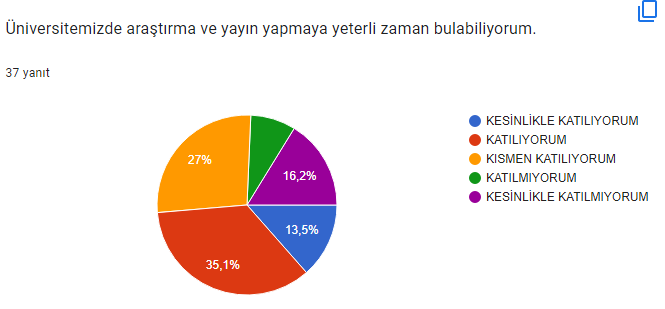 Üniversitemizde araştırma ve yayın yapmaya yeterli zaman bulabiliyorum.
37 yanıt
KESİNLİKLE KATILIYORUM
KATILIYORUM
KISMEN KATILIYORUM
KATILMIYORUM
KESİNLİKLE KATILMIYORUM
27%
16,2%
13,5%
35,1%